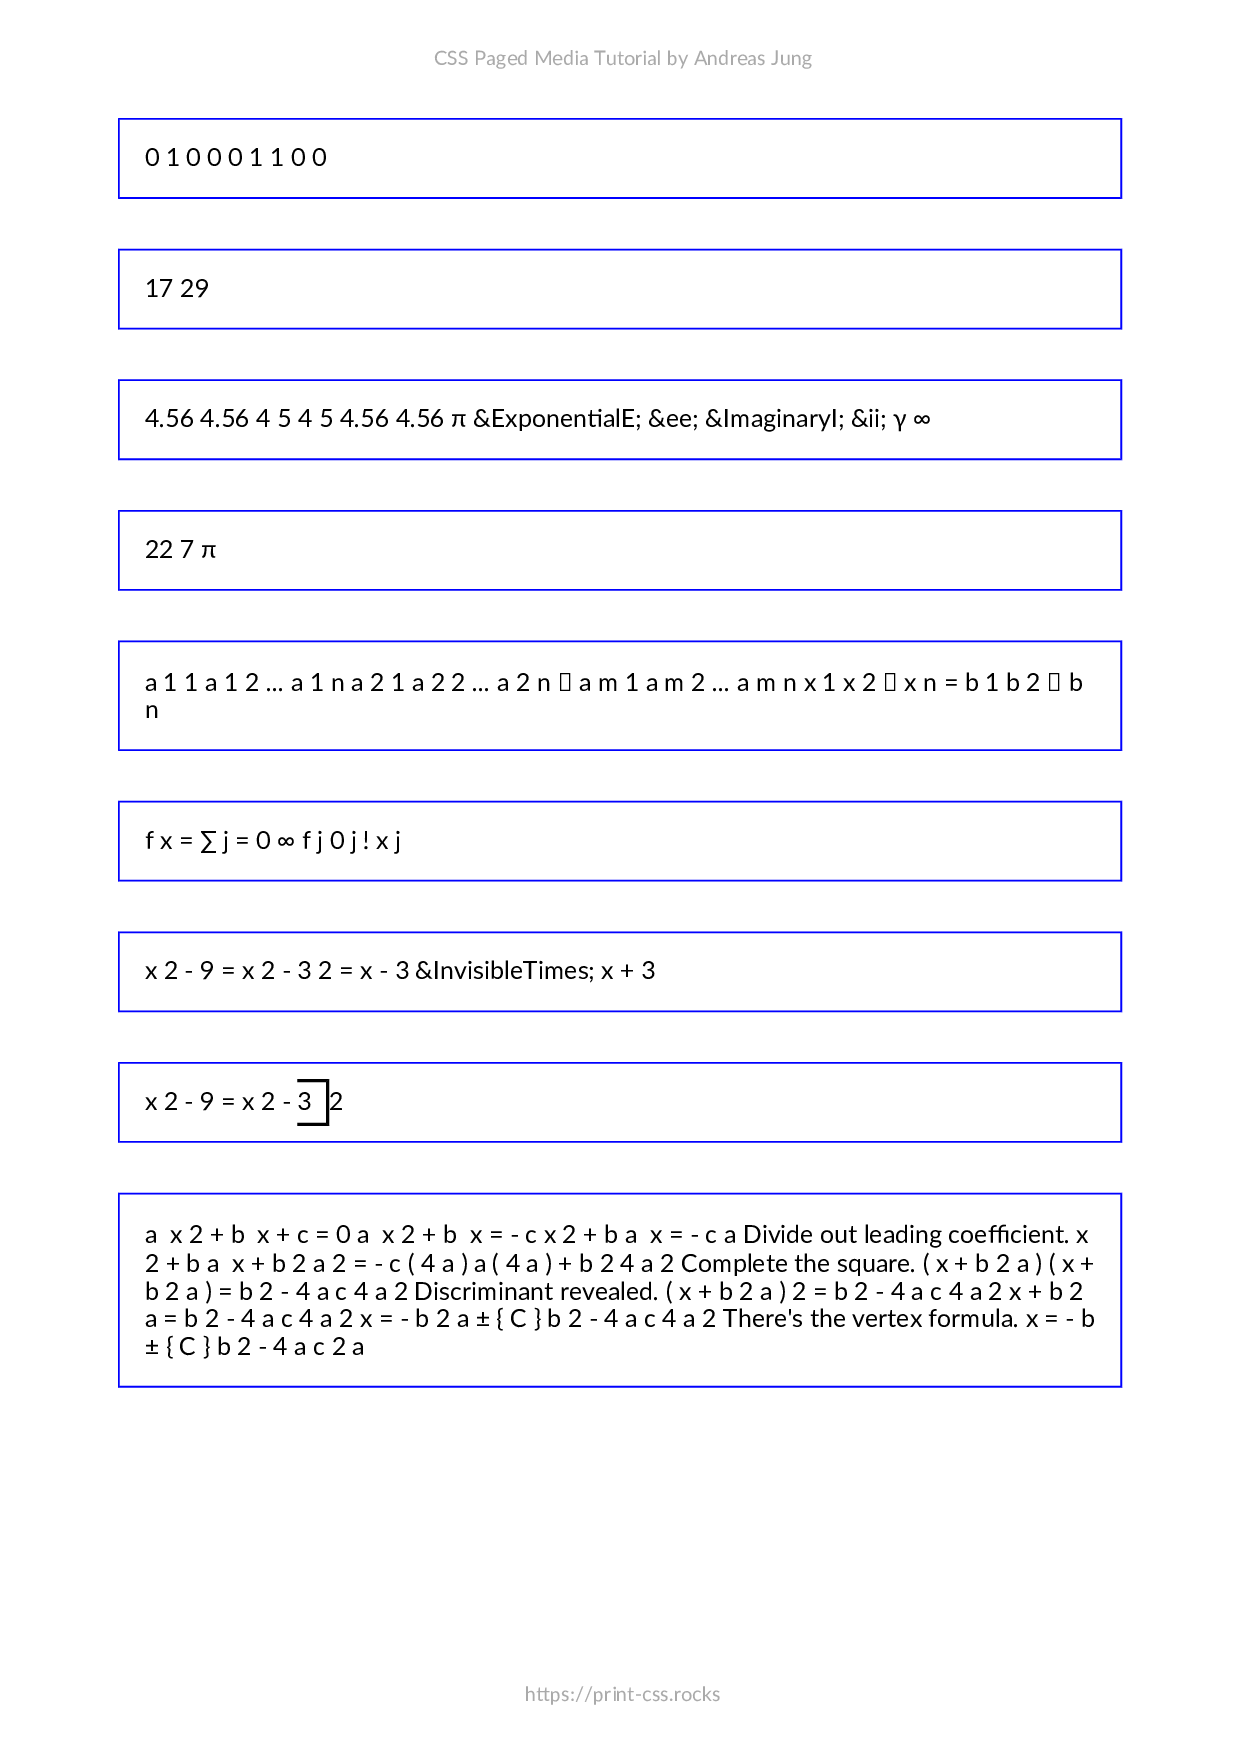 CSS Paged Media Tutorial by Andreas Jung
0 1 0 0 0 1 1 0 0
17 29
4.56 4.56 4 5 4 5 4.56 4.56 π &ExponentialE; &ee; &ImaginaryI; &ii; γ ∞
22 7 π
a 1 1 a 1 2 … a 1 n a 2 1 a 2 2 … a 2 n ▯ a m 1 a m 2 … a m n x 1 x 2 ▯ x n = b 1 b 2 ▯ b
n
f x = ∑ j = 0 ∞ f j 0 j ! x j
x 2 - 9 = x 2 - 3 2 = x - 3 &InvisibleTimes; x + 3
x 2 - 9 = x 2 - 3 2
a x 2 + b x + c = 0 a x 2 + b x = - c x 2 + b a x = - c a Divide out leading coefficient. x
2 + b a x + b 2 a 2 = - c ( 4 a ) a ( 4 a ) + b 2 4 a 2 Complete the square. ( x + b 2 a ) ( x +
b 2 a ) = b 2 - 4 a c 4 a 2 Discriminant revealed. ( x + b 2 a ) 2 = b 2 - 4 a c 4 a 2 x + b 2
a = b 2 - 4 a c 4 a 2 x = - b 2 a ± { C } b 2 - 4 a c 4 a 2 There's the vertex formula. x = - b
± { C } b 2 - 4 a c 2 a
https://print-css.rocks